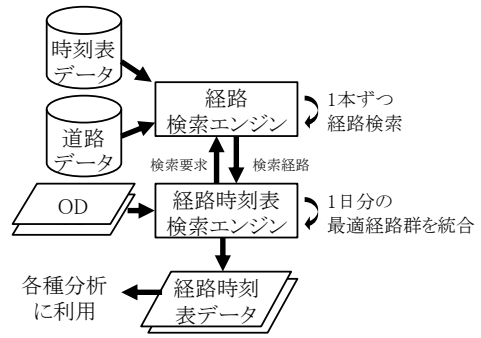 時刻表
データ
経路
検索エンジン
1本ずつ
経路検索
道路
データ
検索要求
検索経路
OD
経路時刻表
検索エンジン
1日分の
最適経路群を統合
各種分析
に利用
経路時刻
表データ